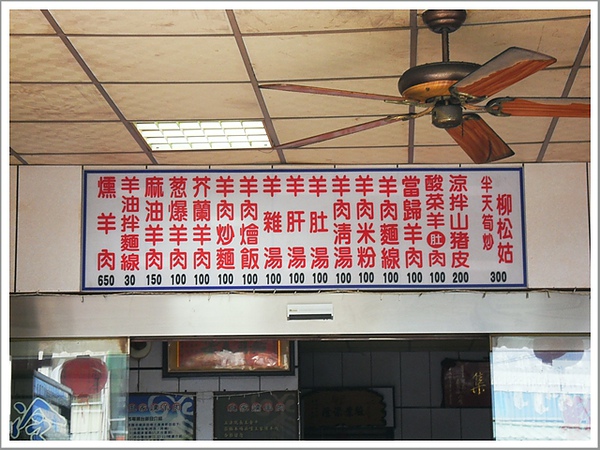 燻羊肉 650
羊油拌麵線 30
麻油羊肉 150
葱爆羊肉 100
芥蘭羊肉 100
羊肉炒麵 100
羊肉燴飯 100
羊雜湯 100
羊肝湯 100
羊肚湯 100
羊肉清湯 100
羊肉米粉 100
羊肉麵線 100
當歸羊肉 100
酸菜羊肚肉 100
涼拌山豬皮 200
半天筍炒柳松菇 300
冷
集